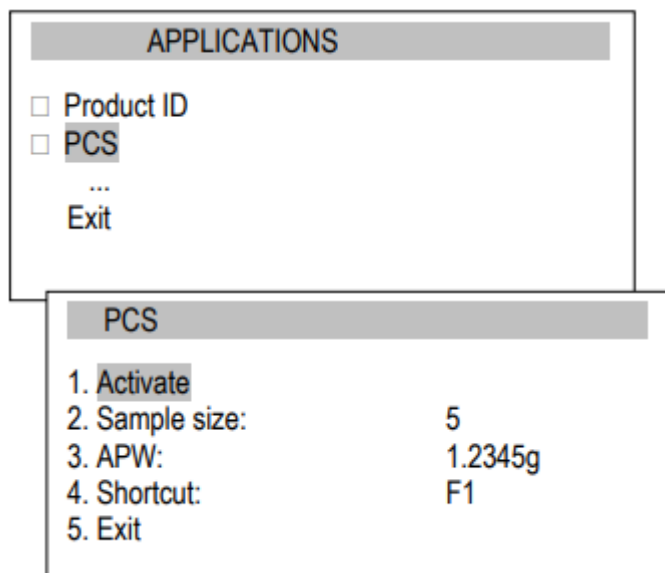 APPLICATIONS
Product ID
PCS
...
Exit
PCS
1. Activate
2. Sample size: 5
3. APW: 1.2345g
4. Shortcut: F1
5. Exit